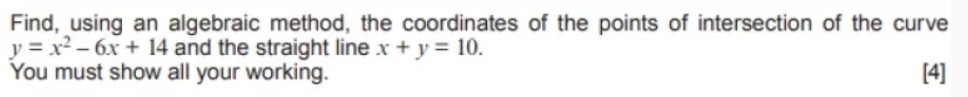 Find, using an algebraic method, the coordinates of the points of intersection of the curve
y = x² – 6x + 14 and the straight line x + y = 10.
You must show all your working. [4]